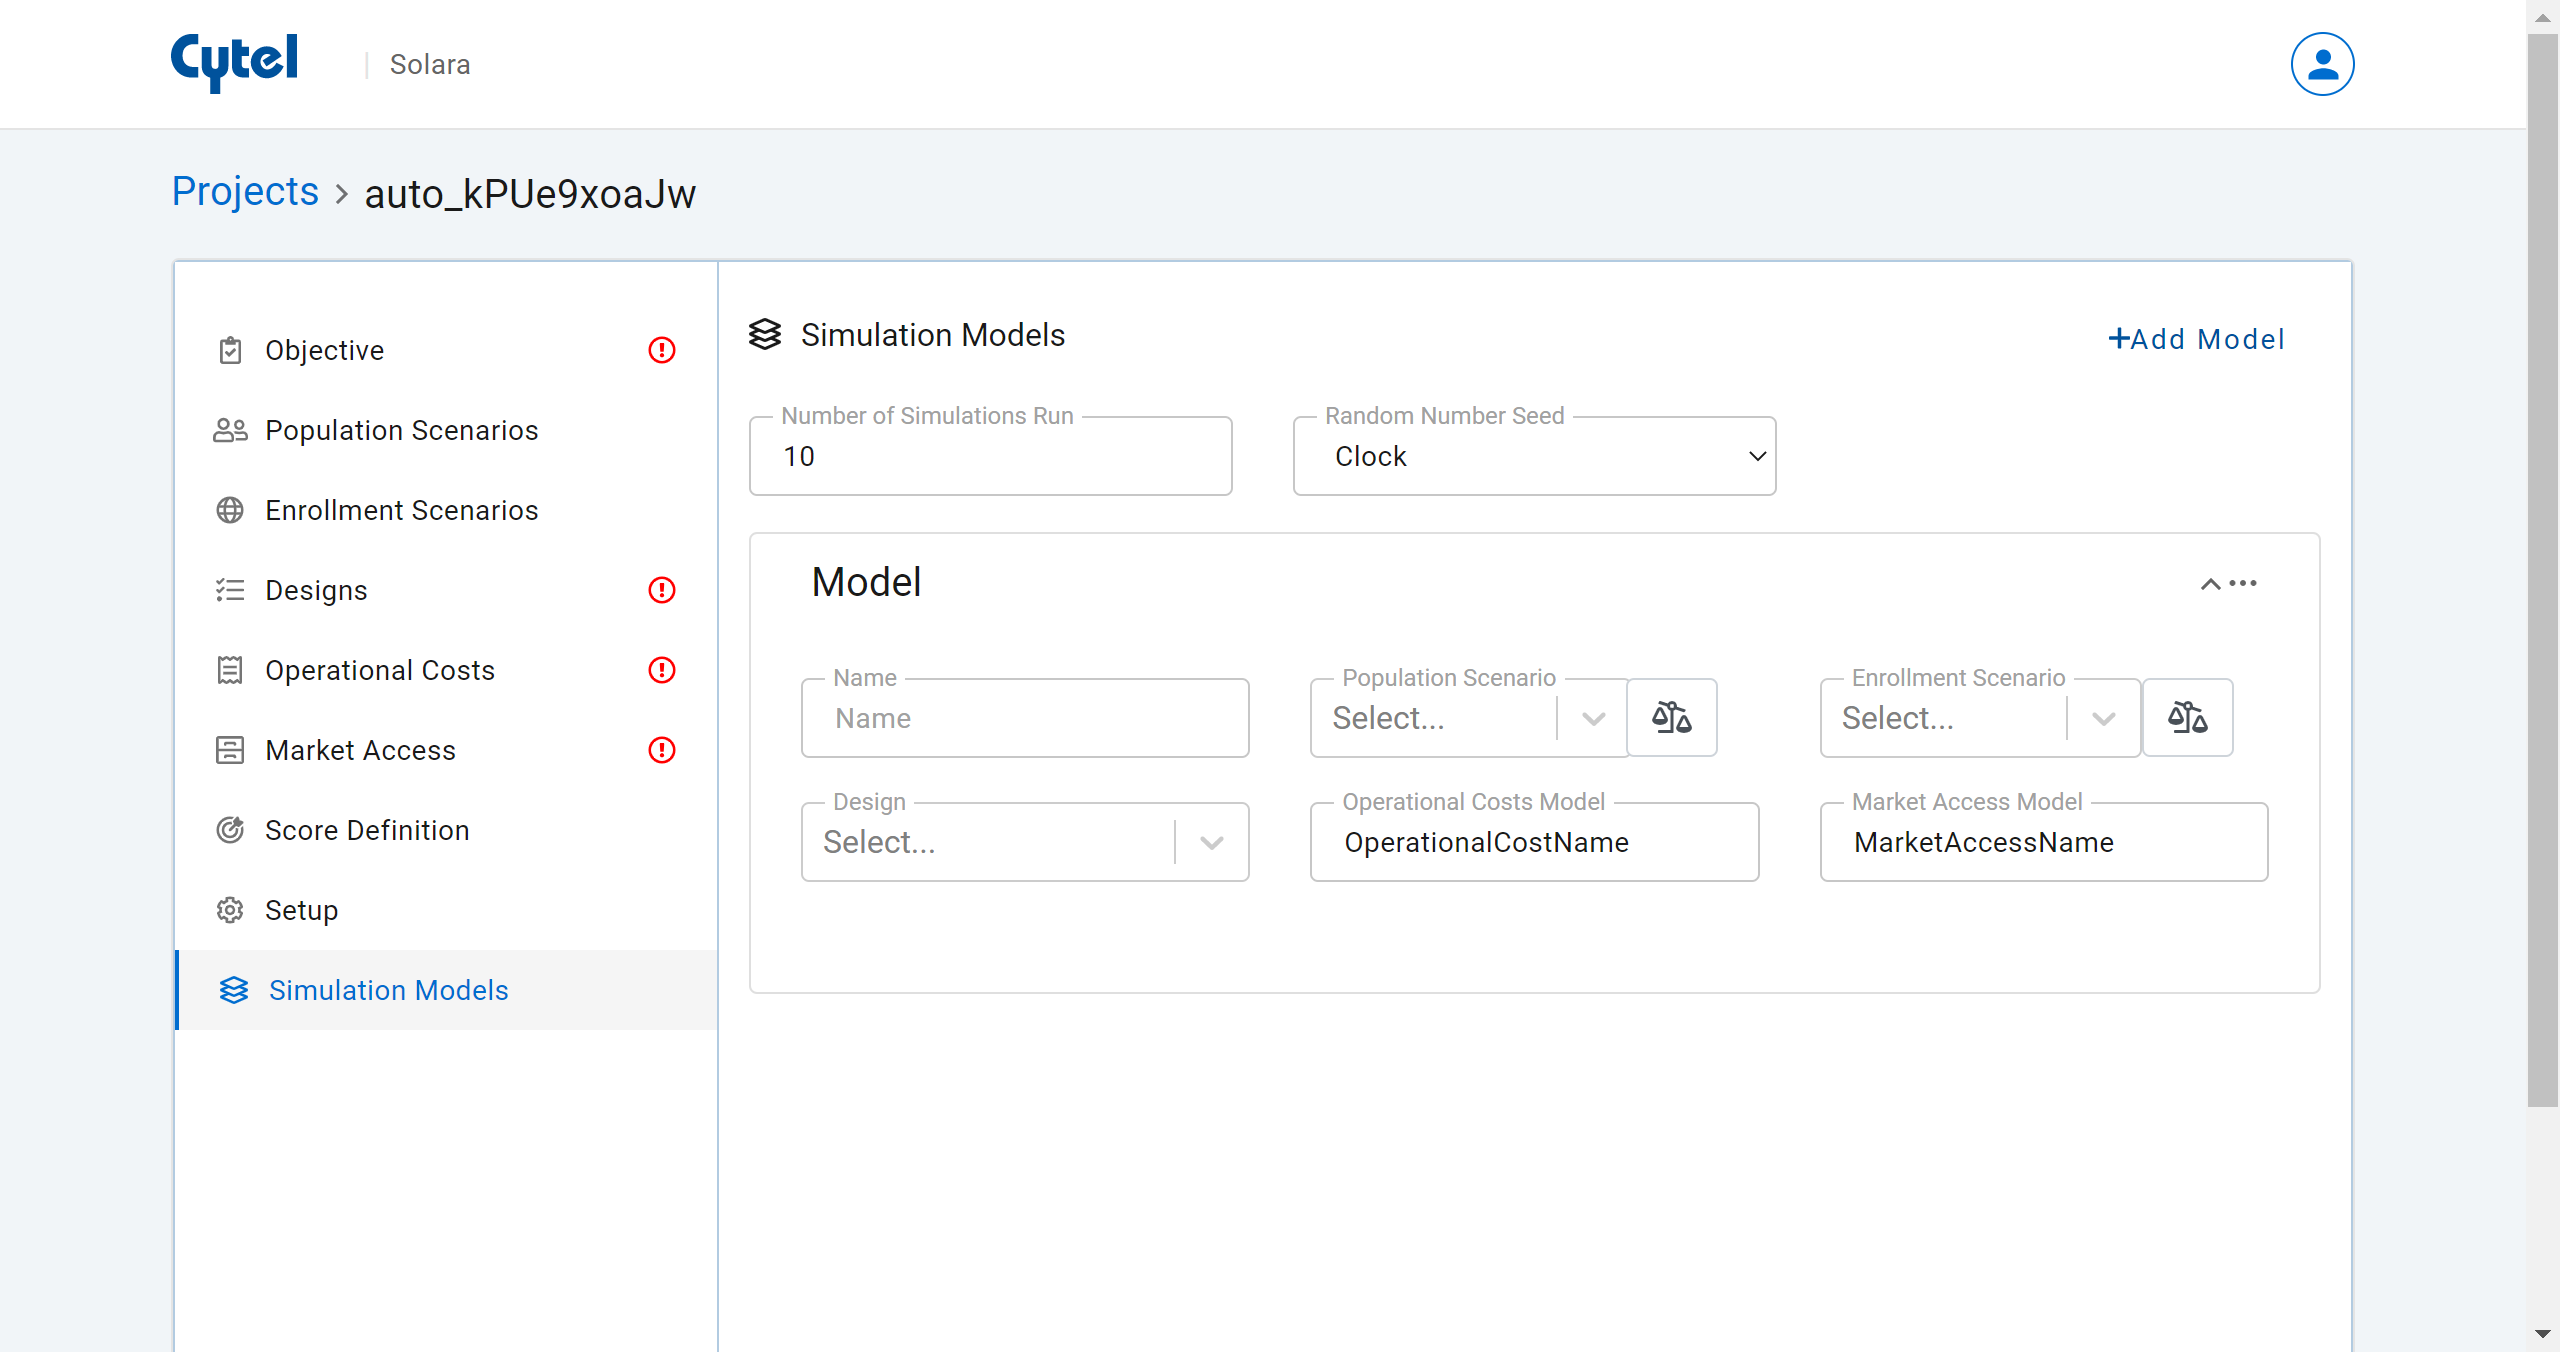 Cytel | Solara
Projects > auto_kPUe9xoaJw
Objective
Population Scenarios
Enrollment Scenarios
Designs
Operational Costs
Market Access
Score Definition
Setup
Simulation Models
Simulation Models
+Add Model
Number of Simulations Run
10
Random Number Seed
Clock
Model
Name
Name
Population Scenario
Select...
Enrollment Scenario
Select...
Design
Select...
Operational Costs Model
OperationalCostName
Market Access Model
MarketAccessName